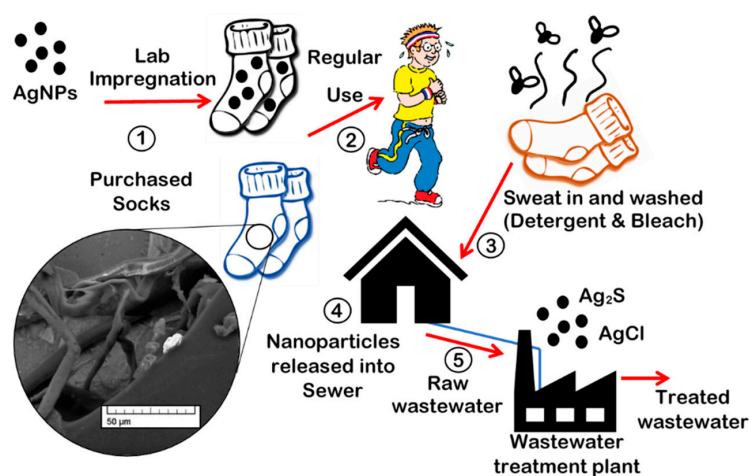 AgNPs
Lab
Impregnation
1
Purchased
Socks
50 µm
Regular
Use
2
Sweat in and washed
(Detergent & Bleach)
3
4
Nanoparticles
released into
Sewer
5
Raw
wastewater
Ag₂S
AgCl
Wastewater
treatment plant
Treated
wastewater